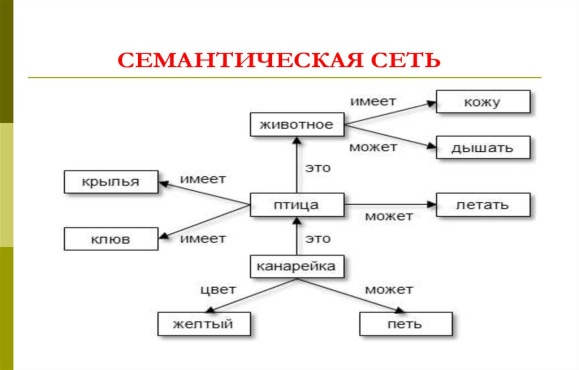 СЕМАНТИЧЕСКАЯ СЕТЬ
имеет
кожу
животное
может
дышать
это
крылья
имеет
птица
может
летать
клюв
имеет
это
канарейка
цвет
может
желтый
петь